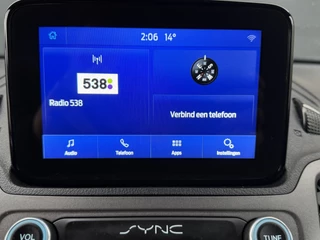 2:06 14°
538
Radio 538
Verbind een telefoon
Audio Telefoon Apps Instellingen
SYNC
VOL TUNE